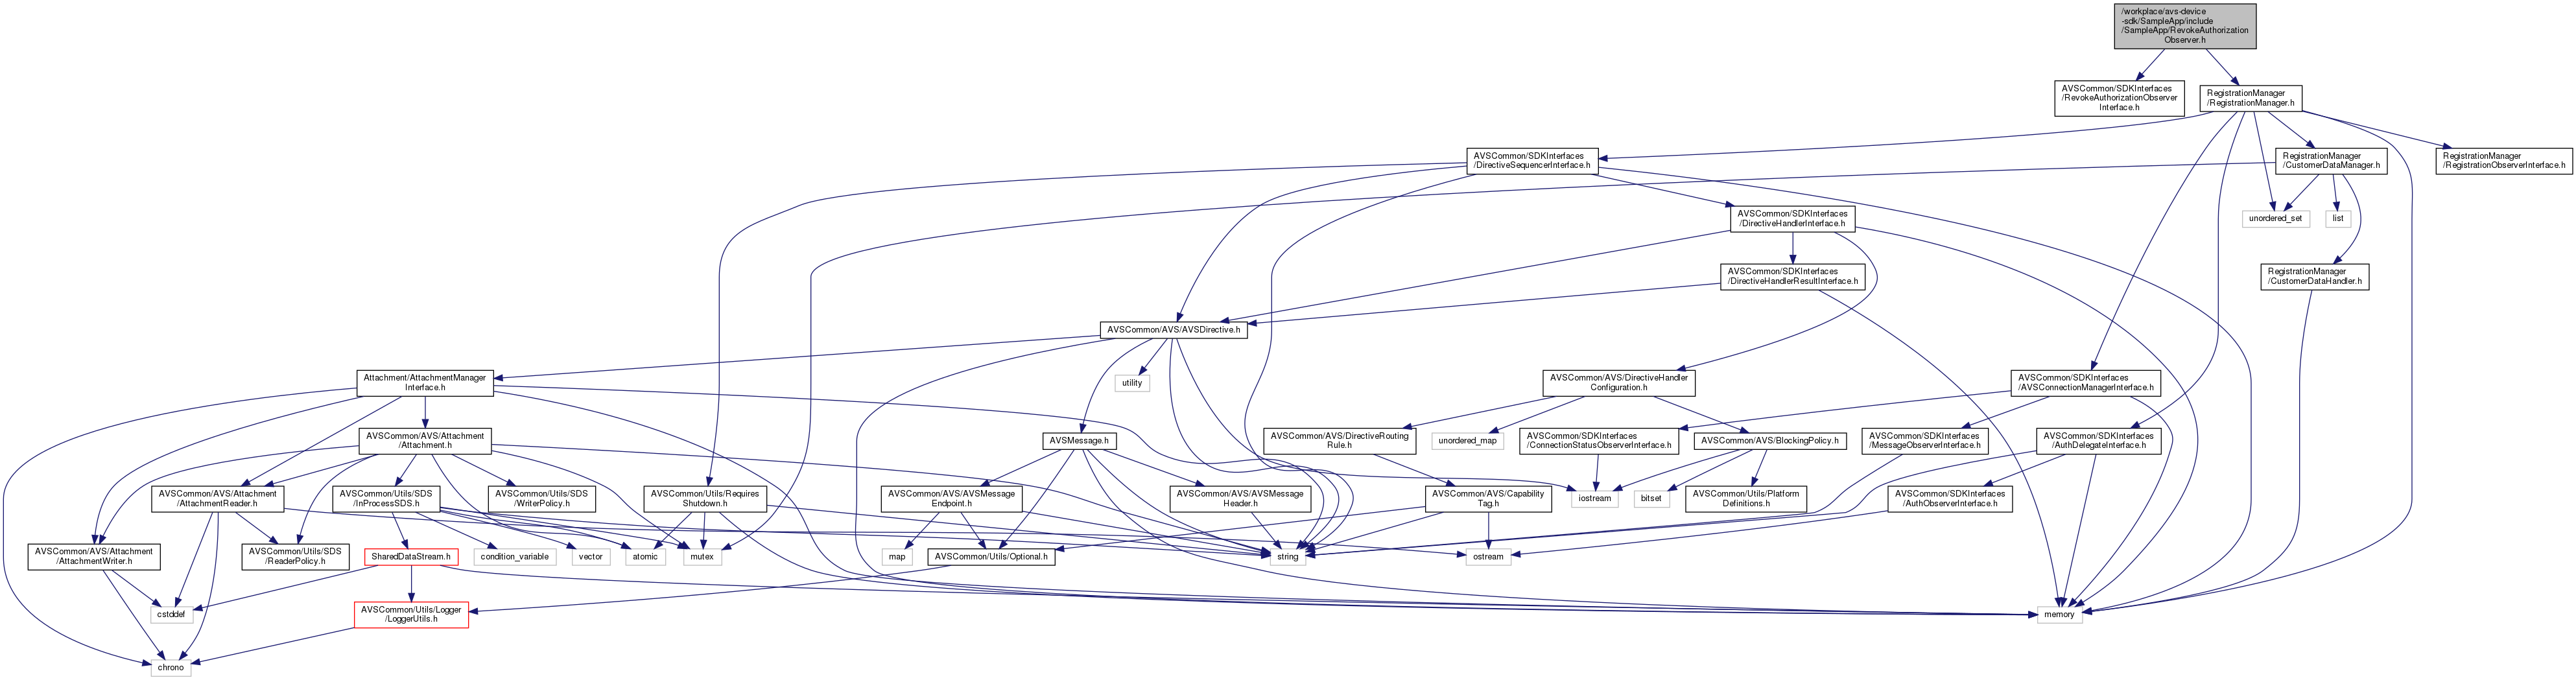 /workplace/avs-device
-sdk/SampleApp/include
/SampleApp/RevokeAuthorization
Observer.h
AVSCommon/SDKInterfaces
/RevokeAuthorizationObserver
Interface.h
RegistrationManager
/RegistrationManager.h
AVSCommon/SDKInterfaces
/DirectiveSequencerInterface.h
RegistrationManager
/CustomerDataManager.h
RegistrationManager
/RegistrationObserverInterface.h
AVSCommon/SDKInterfaces
/DirectiveHandlerInterface.h
unordered_set
list
AVSCommon/SDKInterfaces
/DirectiveHandlerResultInterface.h
RegistrationManager
/CustomerDataHandler.h
AVSCommon/AVS/AVSDirective.h
Attachment/AttachmentManager
Interface.h
utility
AVSCommon/AVS/DirectiveHandler
Configuration.h
AVSCommon/SDKInterfaces
/AVSConnectionManagerInterface.h
AVSCommon/AVS/Attachment
/Attachment.h
AVSMessage.h
AVSCommon/AVS/DirectiveRouting
Rule.h
unordered_map
AVSCommon/SDKInterfaces
/ConnectionStatusObserverInterface.h
AVSCommon/AVS/BlockingPolicy.h
AVSCommon/SDKInterfaces
/MessageObserverInterface.h
AVSCommon/SDKInterfaces
/AuthDelegateInterface.h
AVSCommon/AVS/Attachment
/AttachmentReader.h
AVSCommon/Utils/SDS
/InProcessSDS.h
AVSCommon/Utils/SDS
/WriterPolicy.h
AVSCommon/Utils/Requires
Shutdown.h
AVSCommon/AVS/AVSMessage
Endpoint.h
AVSCommon/AVS/AVSMessage
Header.h
AVSCommon/AVS/Capability
Tag.h
iostream
bitset
AVSCommon/Utils/Platform
Definitions.h
AVSCommon/SDKInterfaces
/AuthObserverInterface.h
AVSCommon/AVS/Attachment
/AttachmentWriter.h
AVSCommon/Utils/SDS
/ReaderPolicy.h
SharedDataStream.h
condition_variable
vector
atomic
mutex
map
AVSCommon/Utils/Optional.h
string
ostream
cstddef
AVSCommon/Utils/Logger
/LoggerUtils.h
memory
chrono